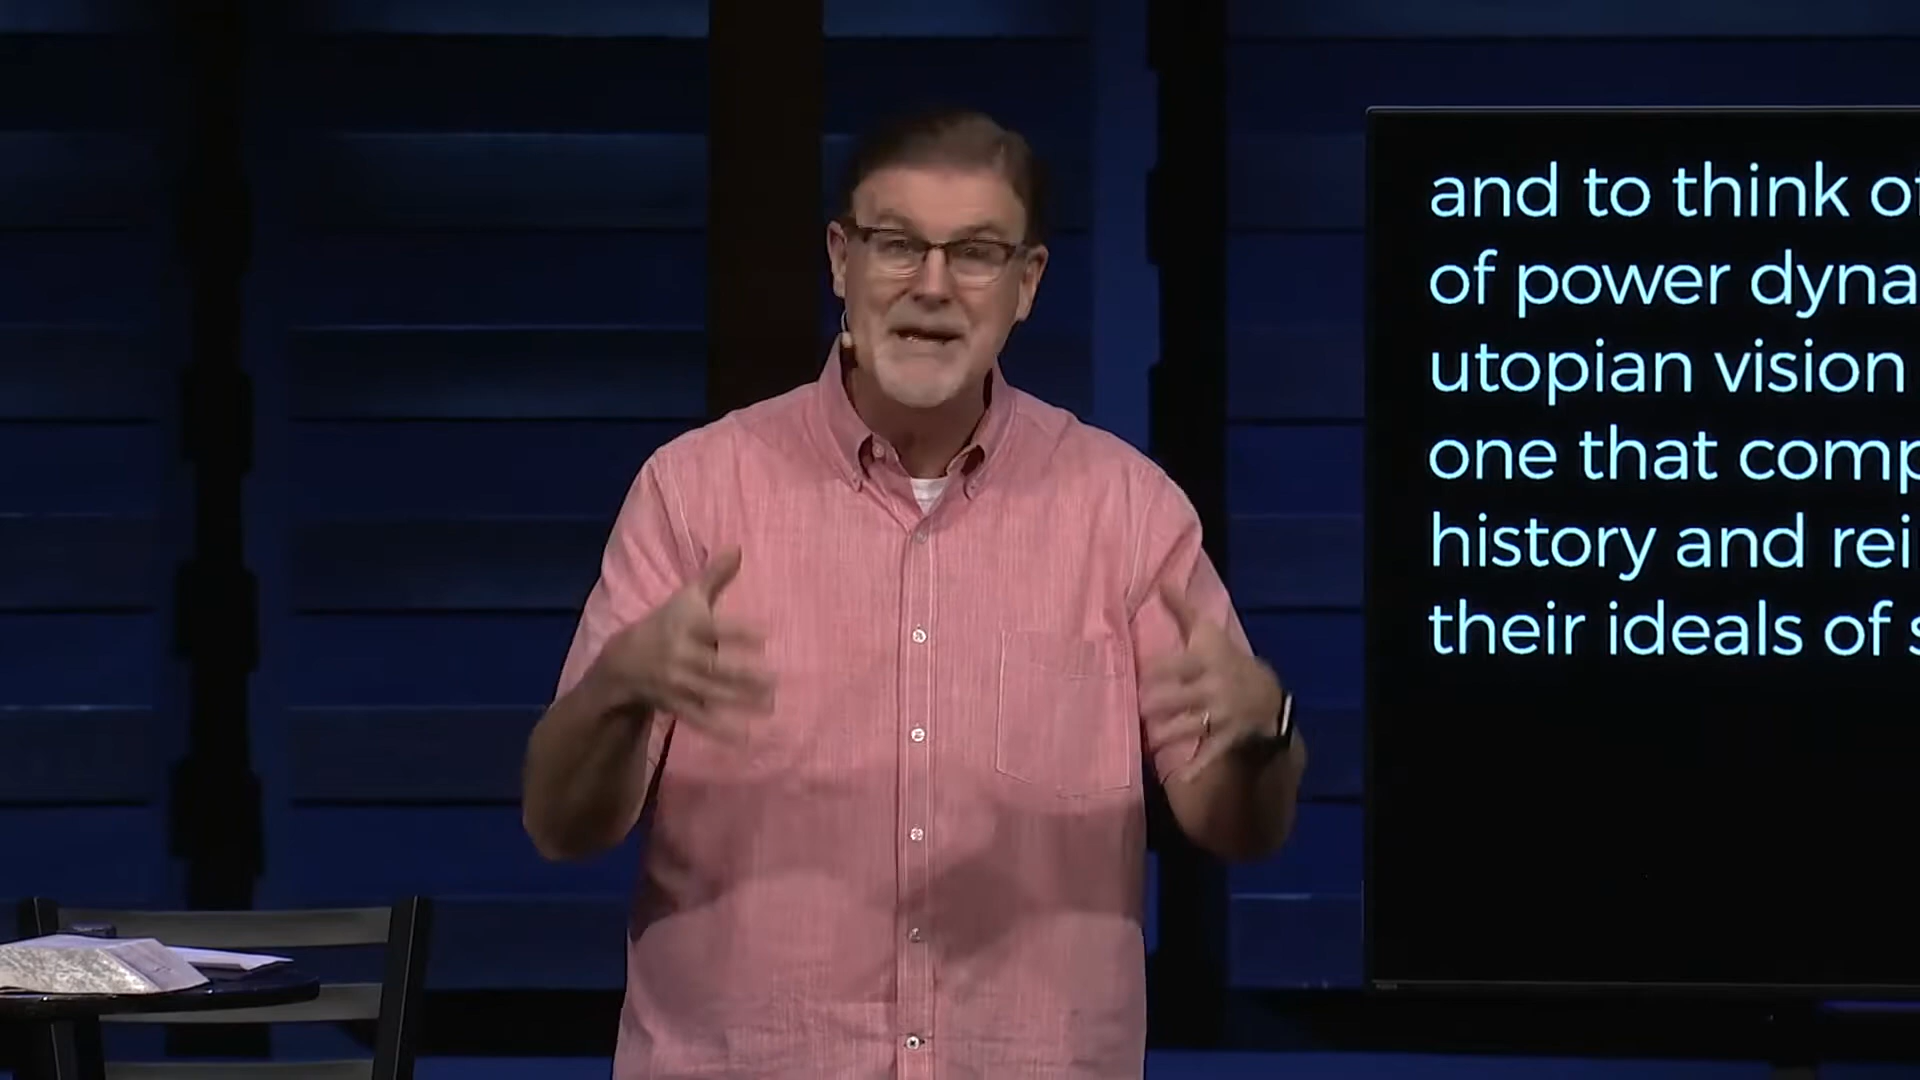 and to think of
of power dyna
utopian vision
one that comp
history and rei
their ideals of s